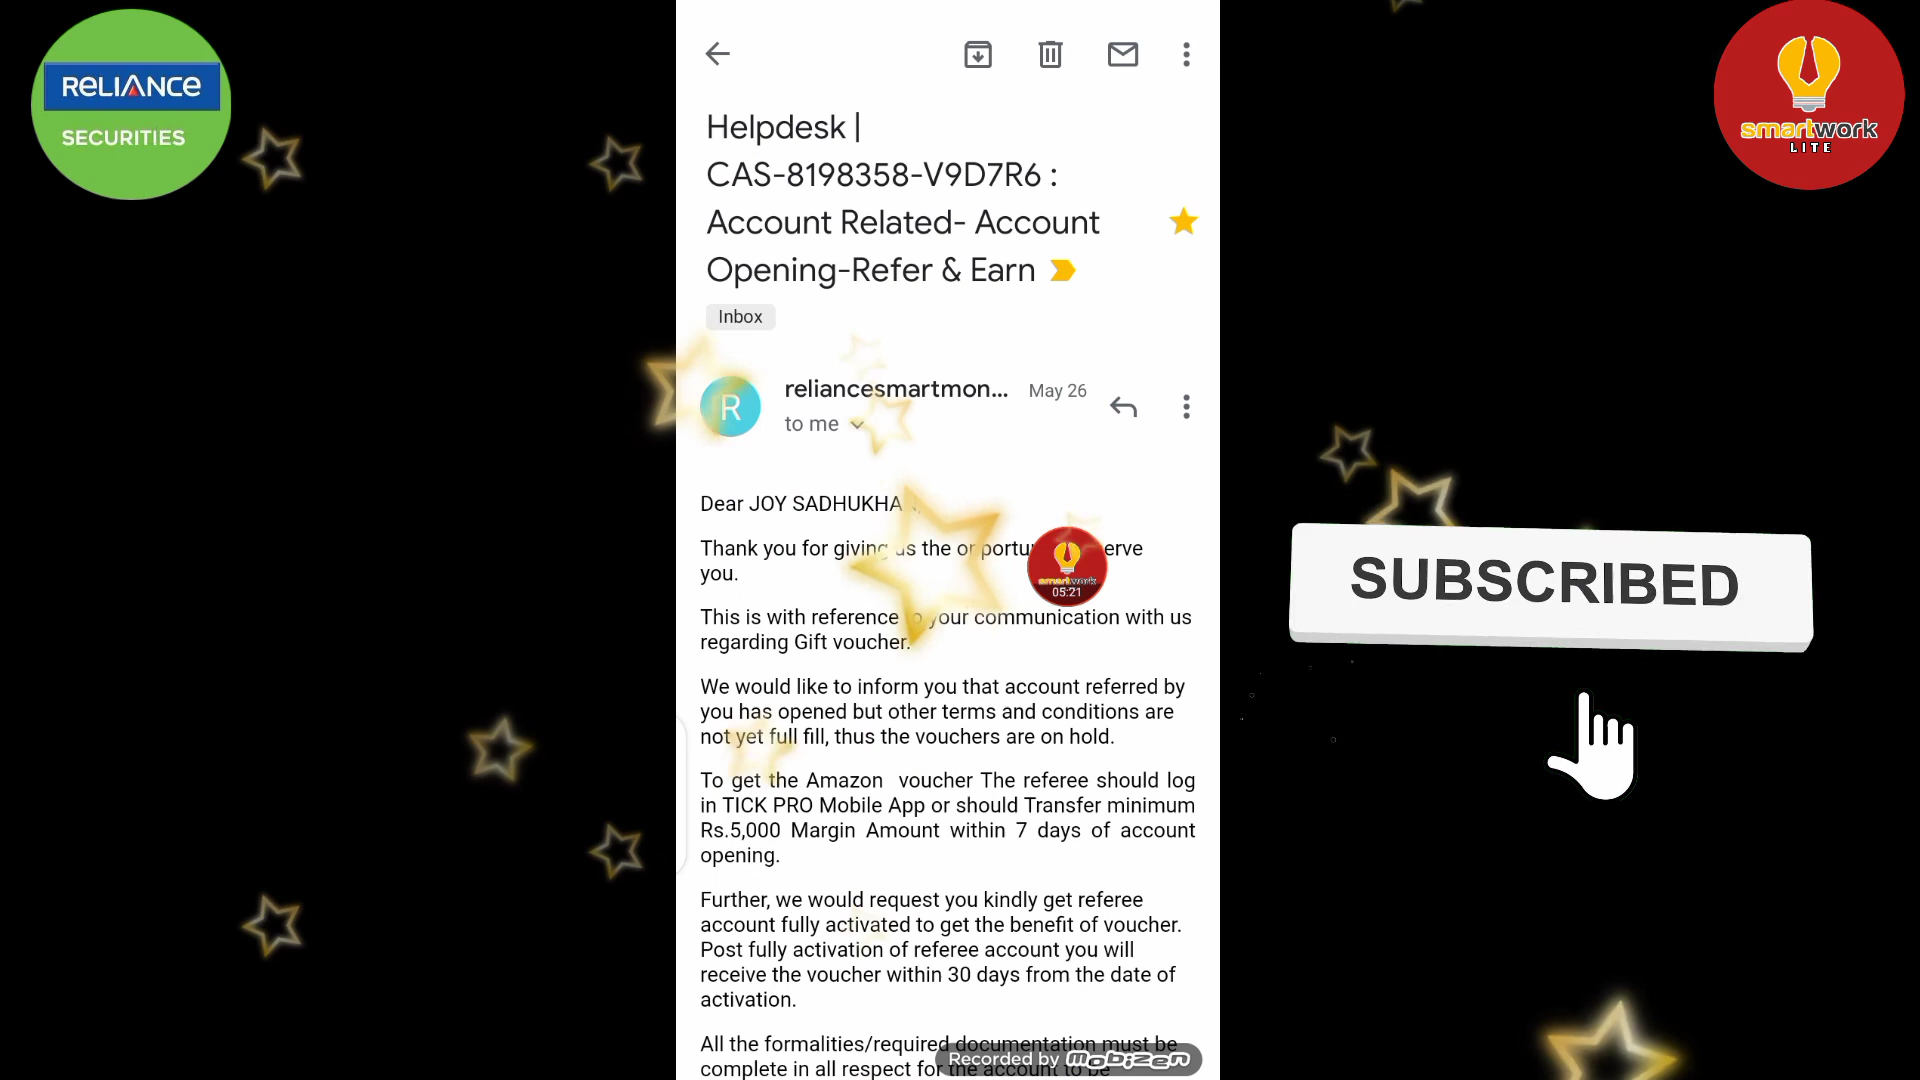 RELIANCE
SECURITIES
smartwork
LITE
Helpdesk |
CAS-8198358-V9D7R6 :
Account Related- Account
Opening-Refer & Earn
Inbox
R
reliancesmartmon... May 26
to me
Dear JOY SADHUKHAN,
Thank you for giving us the opportu erve
you.
smartwork
05:21
This is with reference to your communication with us
regarding Gift voucher.
We would like to inform you that account referred by
you has opened but other terms and conditions are
not yet full fill, thus the vouchers are on hold.
To get the Amazon voucher The referee should log
in TICK PRO Mobile App or should Transfer minimum
Rs.5,000 Margin Amount within 7 days of account
opening.
Further, we would request you kindly get referee
account fully activated to get the benefit of voucher.
Post fully activation of referee account you will
receive the voucher within 30 days from the date of
activation.
All the formalities/required documentation must be
complete in all respect for the account to be
Recorded by mobizen
SUBSCRIBED